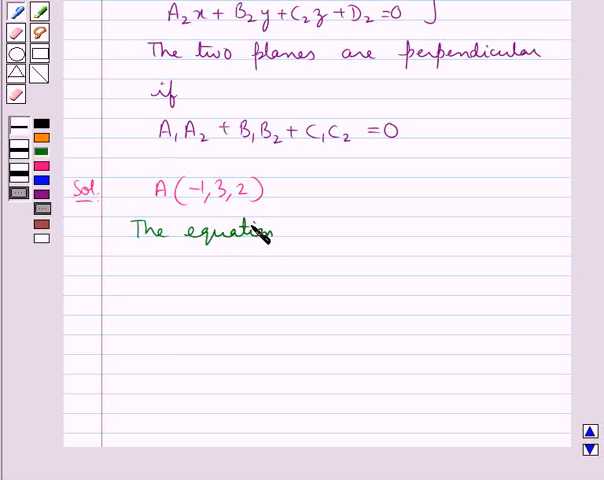 A₂x + B₂y + C₂z + D₂ = 0 }
The two planes are perpendicular
if
A₁A₂ + B₁B₂ + C₁C₂ = 0
Sol. A(-1, 3, 2)
The equation